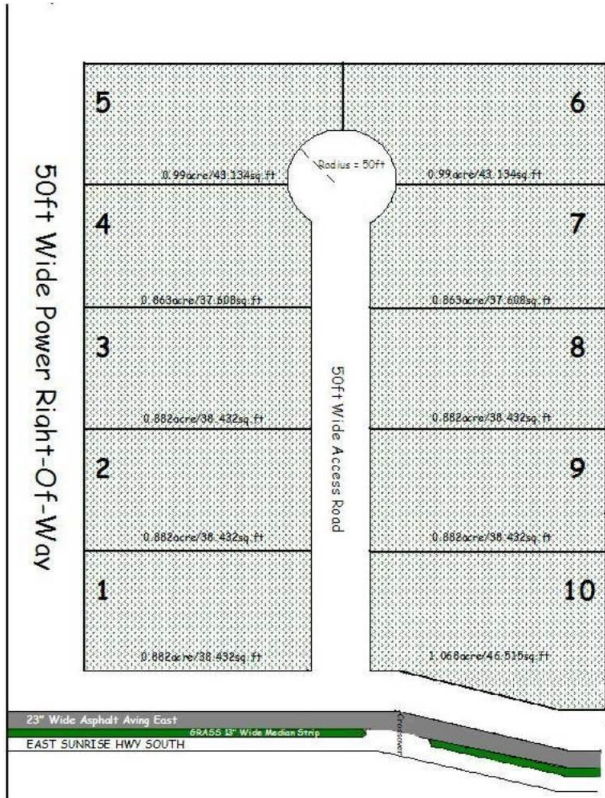 5
6
Radius = 50ft
0.99acre/43.134sq.ft
0.99acre/43.134sq.ft
50ft Wide Power Right-Of-Way
4
7
0.863acre/37.608sq.ft
0.863acre/37.608sq.ft
3
8
50ft Wide Access Road
0.882acre/38.432sq.ft
0.882acre/38.432sq.ft
2
9
0.882acre/38.432sq.ft
0.882acre/38.432sq.ft
1
10
0.882acre/38.432sq.ft
1.068acre/46.515sq.ft
23" Wide Asphalt Aving East
GRASS 13" Wide Median Strip
Crossover
EAST SUNRISE HWY SOUTH